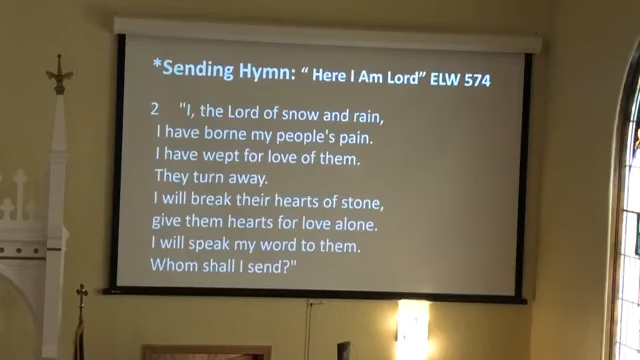 *Sending Hymn: “ Here I Am Lord” ELW 574
2 "I, the Lord of snow and rain,
I have borne my people's pain.
I have wept for love of them.
They turn away.
I will break their hearts of stone,
give them hearts for love alone.
I will speak my word to them.
Whom shall I send?"